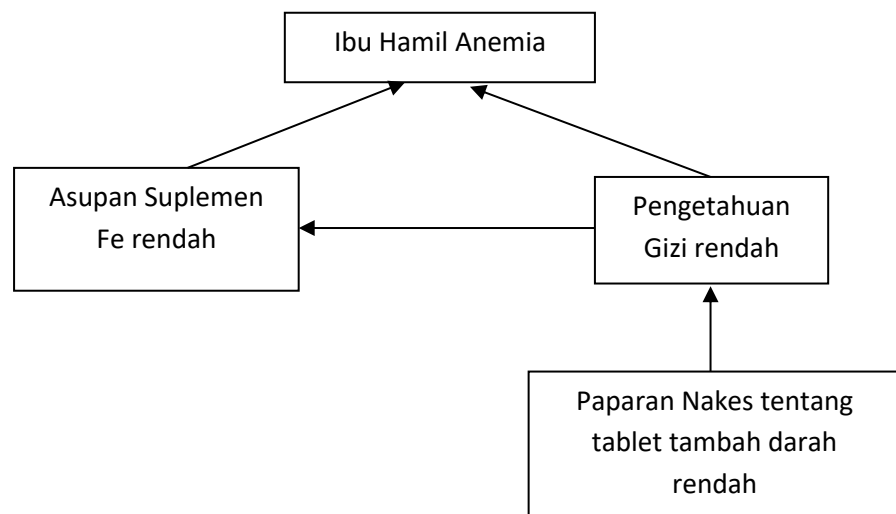 Ibu Hamil Anemia
Asupan Suplemen
Fe rendah
Pengetahuan
Gizi rendah
Paparan Nakes tentang
tablet tambah darah
rendah